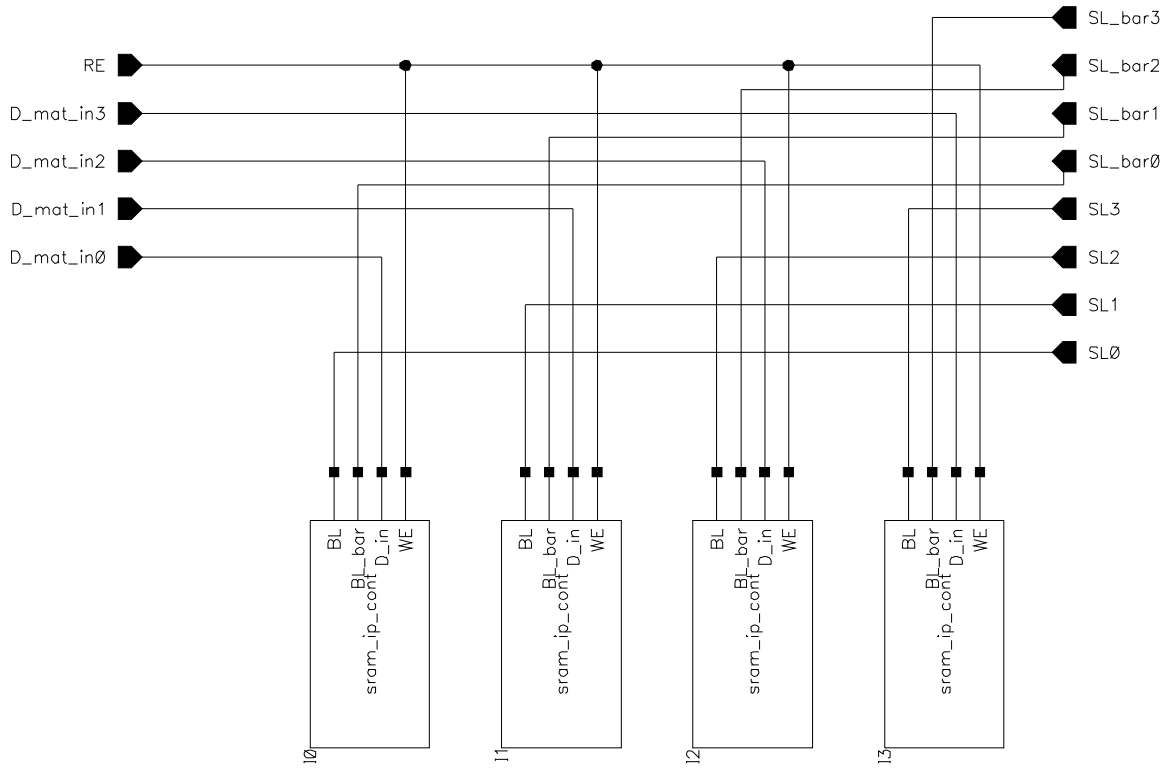 SL_bar3
RE
SL_bar2
D_mat_in3
SL_bar1
D_mat_in2
SL_bar0
D_mat_in1
SL3
D_mat_in0
SL2
SL1
SL0
BL
BL_bar
D_in
WE
sram_ip_cont
I0
BL
BL_bar
D_in
WE
sram_ip_cont
I1
BL
BL_bar
D_in
WE
sram_ip_cont
I2
BL
BL_bar
D_in
WE
sram_ip_cont
I3